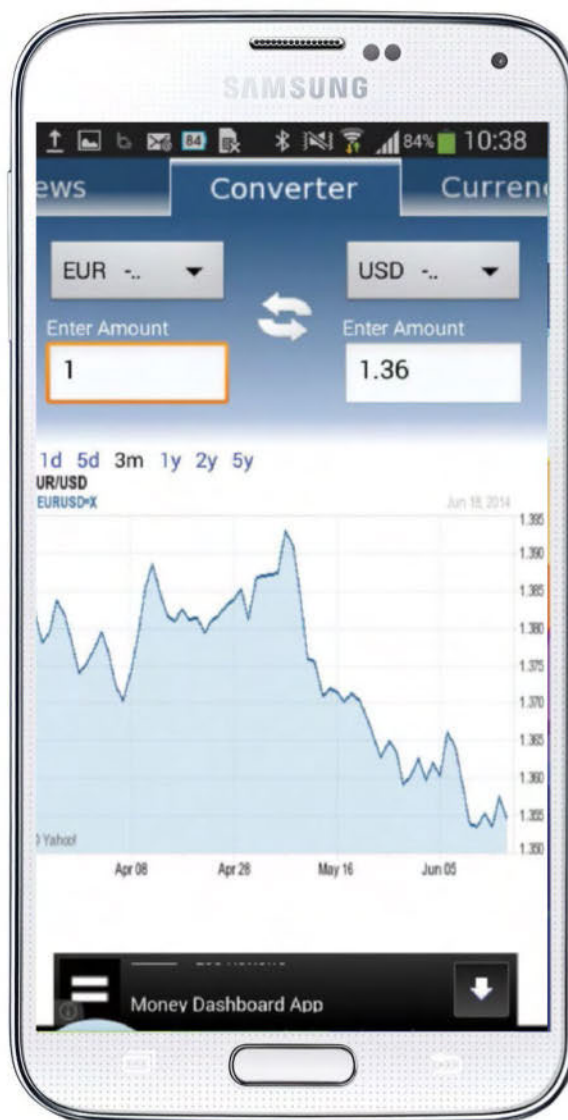 SAMSUNG
84 84% 10:38
ews Converter Currenc
EUR -.. USD -..
Enter Amount Enter Amount
1 1.36
1d 5d 3m 1y 2y 5y
UR/USD
EURUSD=X Jun 18, 2014
1.395
1.390
1.385
1.380
1.375
1.370
1.365
1.360
1.355
1.350
Yahoo!
Apr 08 Apr 28 May 16 Jun 05
Money Dashboard App